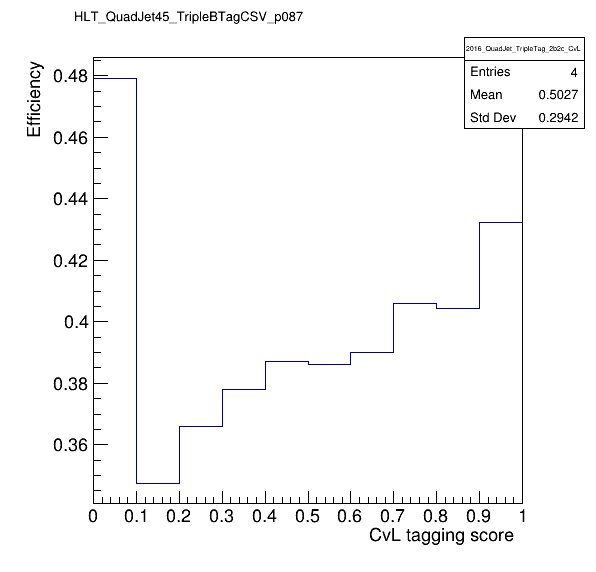 HLT_QuadJet45_TripleBTagCSV_p087
2016_QuadJet_TripleTag_2b2c_CvL
Entries 4
Mean 0.5027
Std Dev 0.2942
Efficiency
0.48
0.46
0.44
0.42
0.4
0.38
0.36
0 0.1 0.2 0.3 0.4 0.5 0.6 0.7 0.8 0.9 1
CvL tagging score